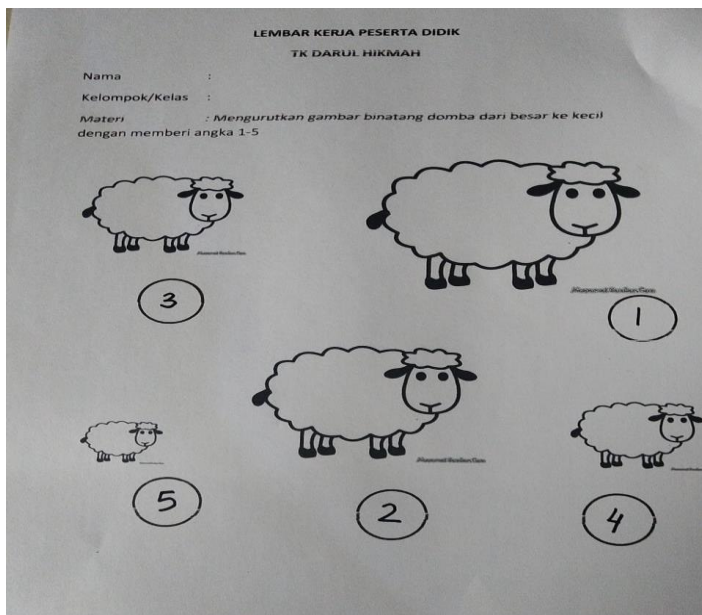 LEMBAR KERJA PESERTA DIDIK
TK DARUL HIKMAH
Nama :
Kelompok/Kelas :
Materi : Mengurutkan gambar binatang domba dari besar ke kecil
dengan memberi angka 1-5
3
1
5
2
4